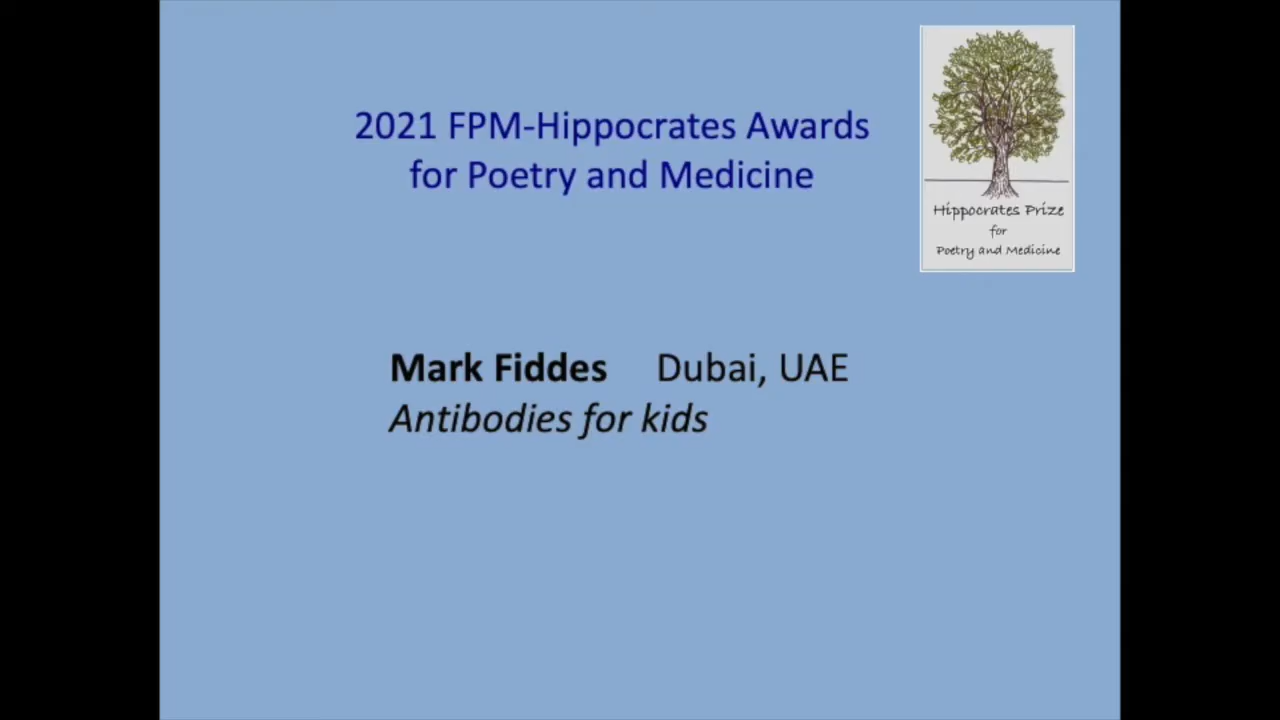 2021 FPM-Hippocrates Awards
for Poetry and Medicine
Hippocrates Prize
for
Poetry and Medicine
Mark Fiddes Dubai, UAE
Antibodies for kids